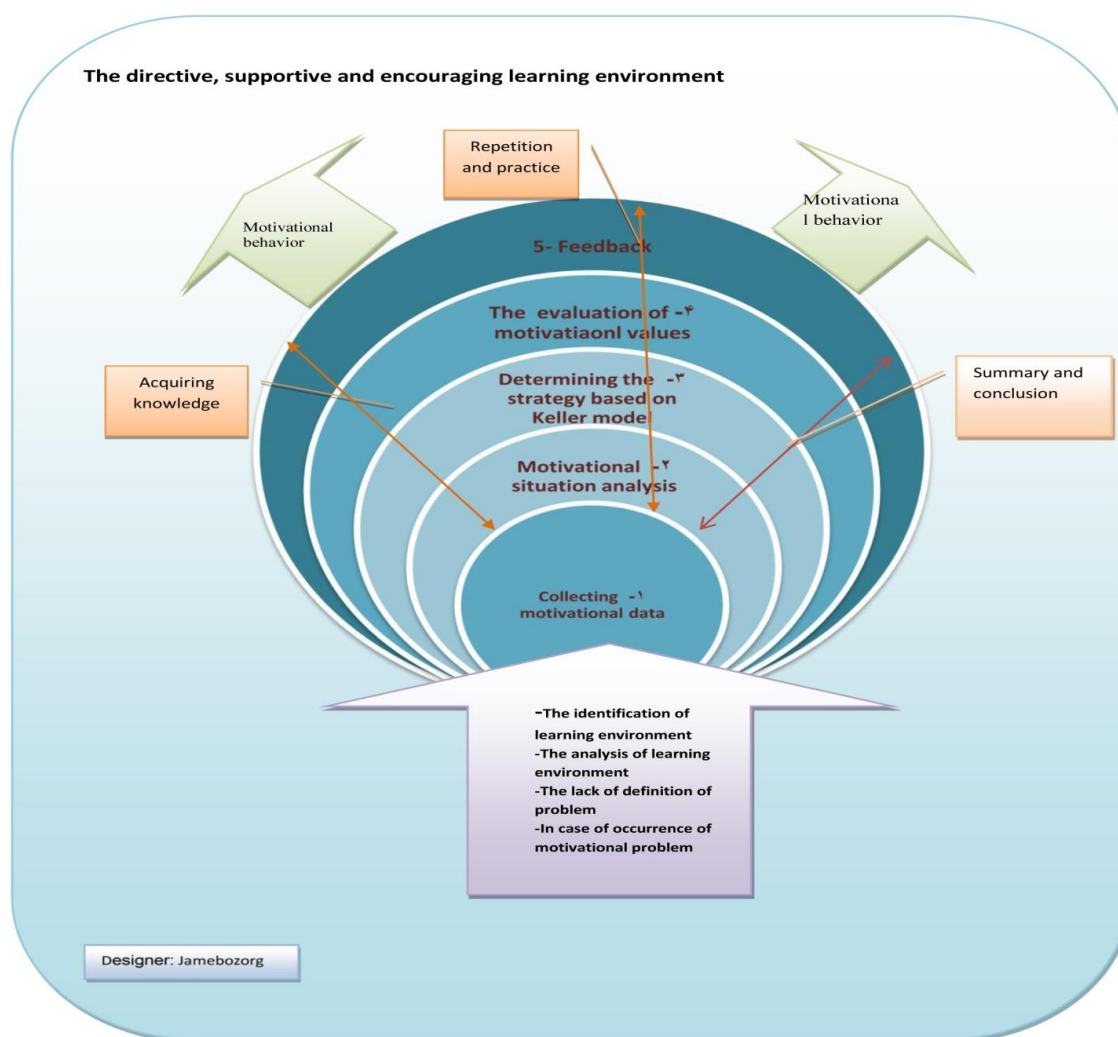 The directive, supportive and encouraging learning environment
Repetition
and practice
Motivational
behavior
Motivationa
l behavior
5- Feedback
The evaluation of -۴
motivatiaonl values
Acquiring
knowledge
Summary and
conclusion
Determining the -۳
strategy based on
Keller model
Motivational -۲
situation analysis
Collecting -۱
motivational data
-The identification of
learning environment
-The analysis of learning
environment
-The lack of definition of
problem
-In case of occurrence of
motivational problem
Designer: Jamebozorg